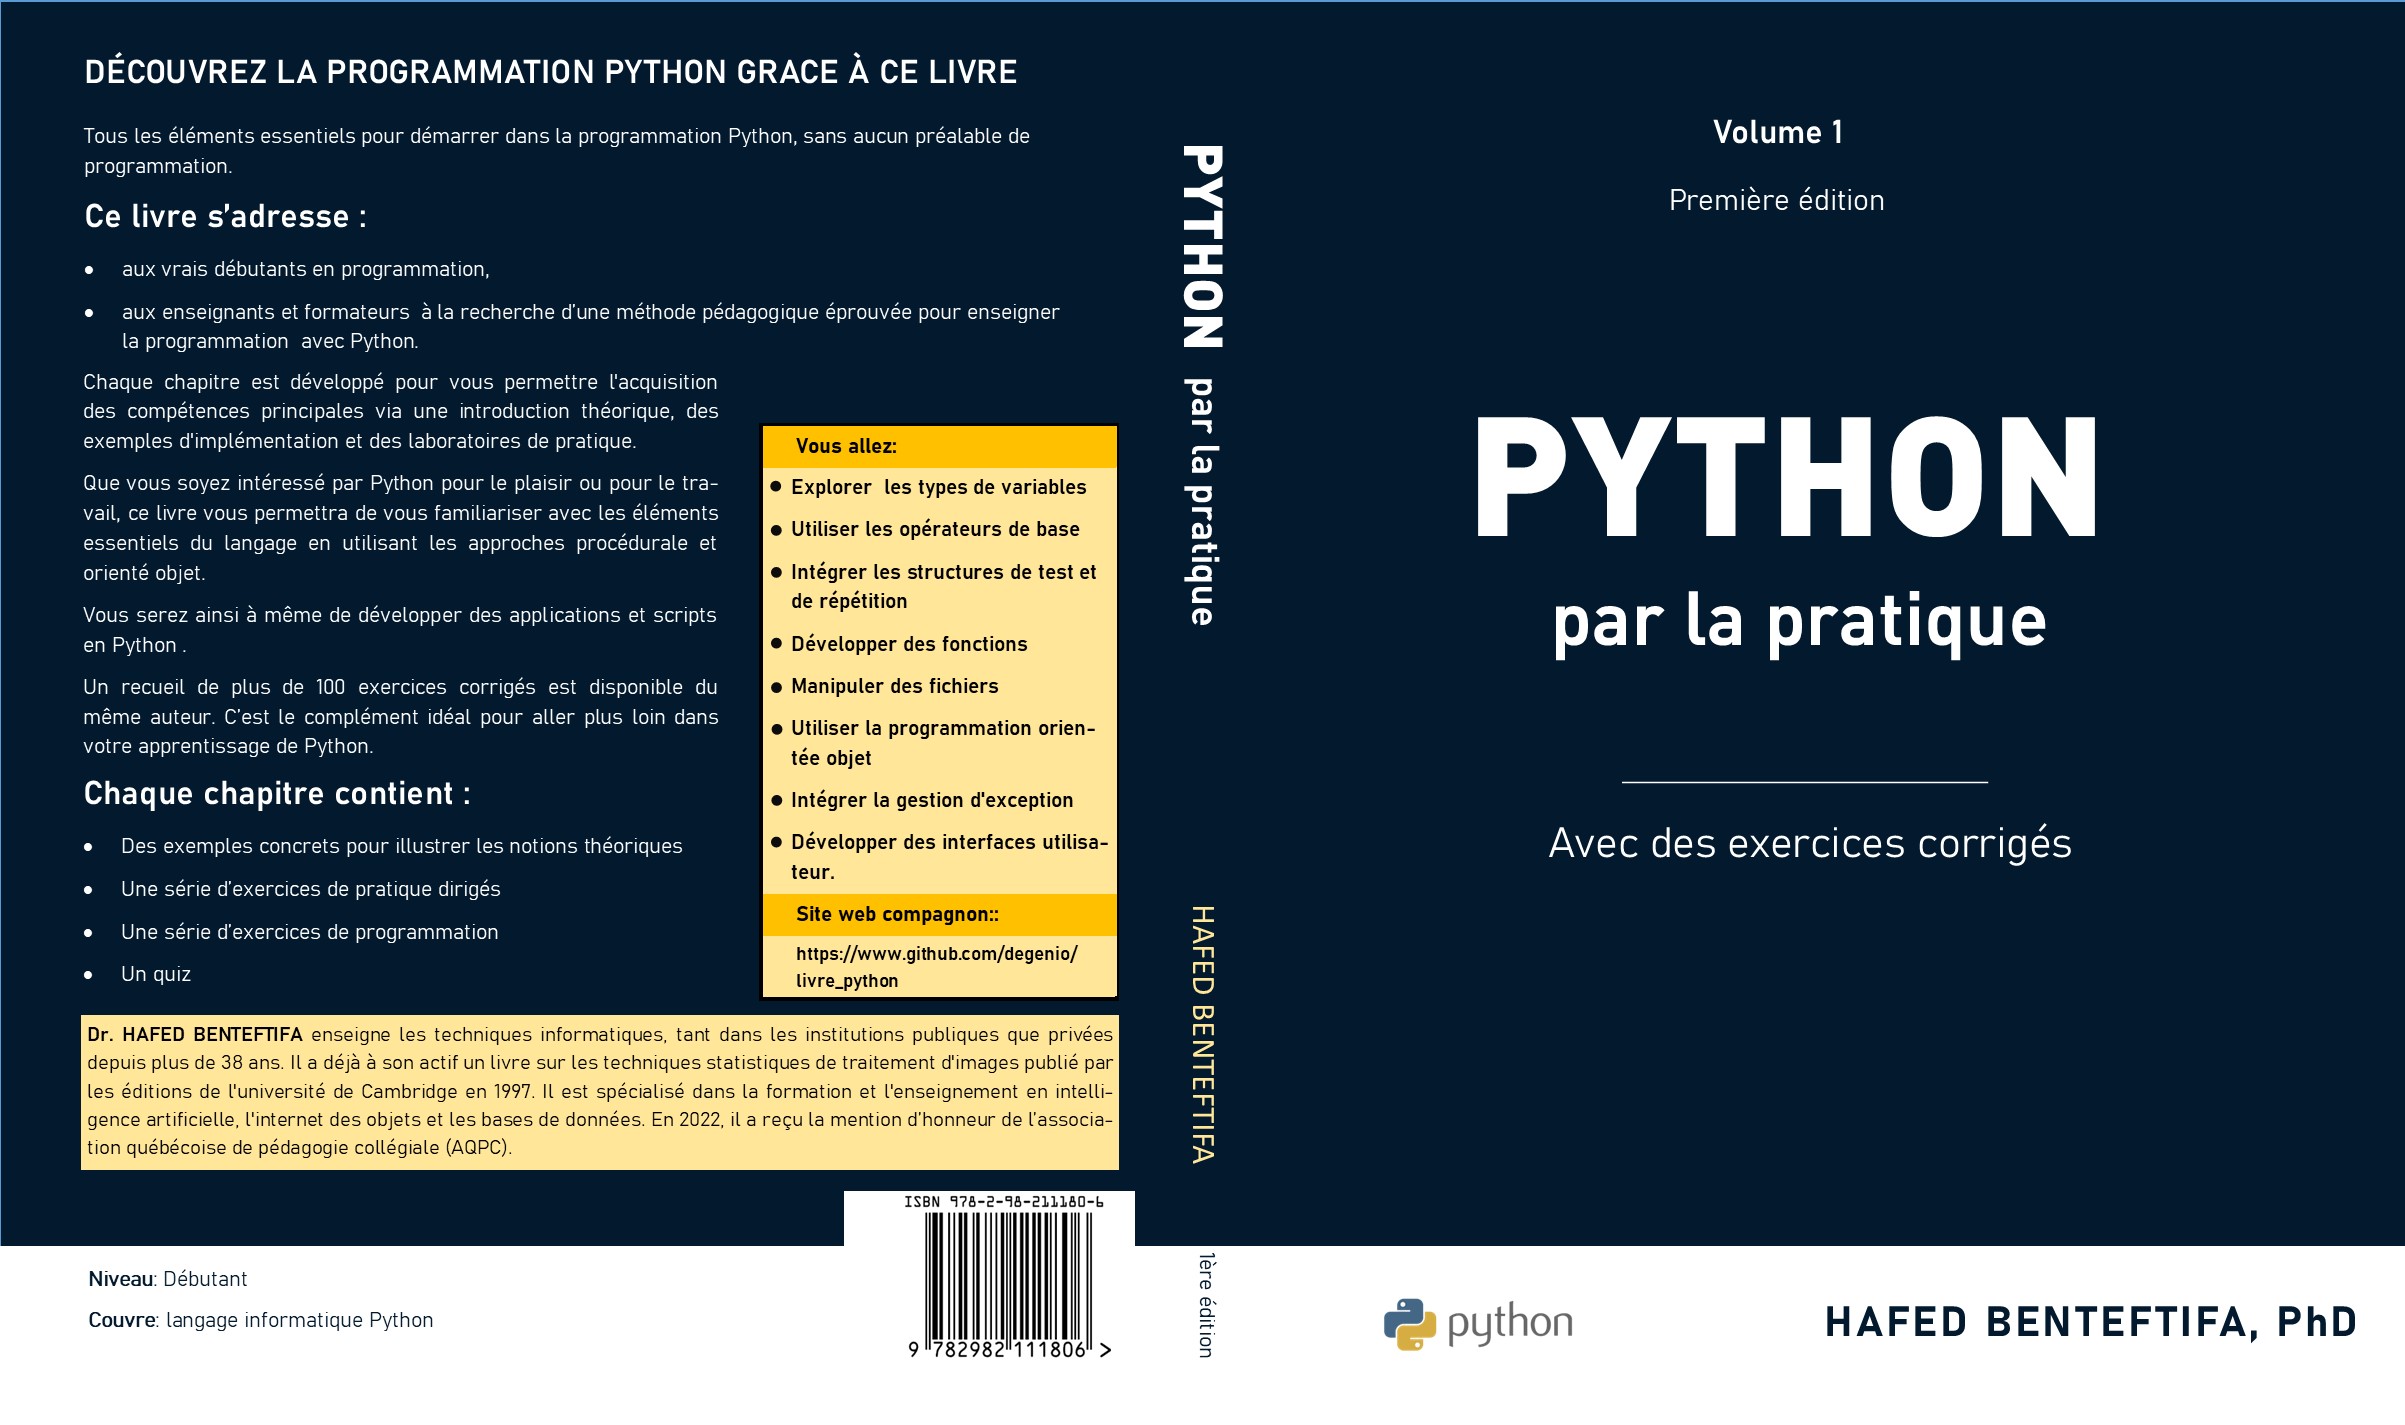 DÉCOUVREZ LA PROGRAMMATION PYTHON GRACE À CE LIVRE
Tous les éléments essentiels pour démarrer dans la programmation Python, sans aucun préalable de
programmation.
Ce livre s’adresse :
• aux vrais débutants en programmation,
• aux enseignants et formateurs à la recherche d’une méthode pédagogique éprouvée pour enseigner
la programmation avec Python.
Chaque chapitre est développé pour vous permettre l'acquisition
des compétences principales via une introduction théorique, des
exemples d'implémentation et des laboratoires de pratique.
Que vous soyez intéressé par Python pour le plaisir ou pour le tra-
vail, ce livre vous permettra de vous familiariser avec les éléments
essentiels du langage en utilisant les approches procédurale et
orienté objet.
Vous serez ainsi à même de développer des applications et scripts
en Python .
Un recueil de plus de 100 exercices corrigés est disponible du
même auteur. C’est le complément idéal pour aller plus loin dans
votre apprentissage de Python.
Chaque chapitre contient :
• Des exemples concrets pour illustrer les notions théoriques
• Une série d’exercices de pratique dirigés
• Une série d’exercices de programmation
• Un quiz
Vous allez:
• Explorer les types de variables
• Utiliser les opérateurs de base
• Intégrer les structures de test et
de répétition
• Développer des fonctions
• Manipuler des fichiers
• Utiliser la programmation orien-
tée objet
• Intégrer la gestion d'exception
• Développer des interfaces utilisa-
teur.
Site web compagnon::
https://www.github.com/degenio/
livre_python
Dr. HAFED BENTEFTIFA enseigne les techniques informatiques, tant dans les institutions publiques que privées
depuis plus de 38 ans. Il a déjà à son actif un livre sur les techniques statistiques de traitement d'images publié par
les éditions de l'université de Cambridge en 1997. Il est spécialisé dans la formation et l'enseignement en intelli-
gence artificielle, l'internet des objets et les bases de données. En 2022, il a reçu la mention d’honneur de l’associa-
tion québécoise de pédagogie collégiale (AQPC).
ISBN 978-2-98-211180-6
9 782982 111806 >
Niveau: Débutant
Couvre: langage informatique Python
PYTHON par la pratique
HAFED BENTEFTIFA
1ère édition
Volume 1
Première édition
PYTHON
par la pratique
Avec des exercices corrigés
python
HAFED BENTEFTIFA, PhD